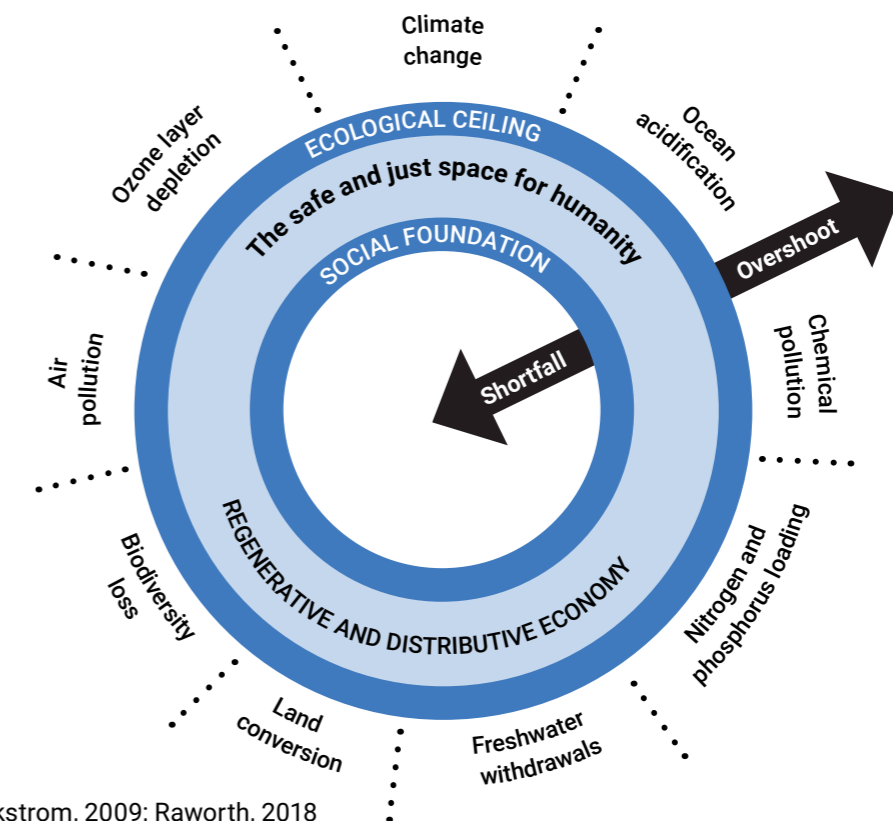 Climate
change
Ocean
acidification
Overshoot
Chemical
pollution
Nitrogen and
phosphorus loading
Freshwater
withdrawals
Land
conversion
Biodiversity
loss
Air
pollution
Ozone layer
depletion
ECOLOGICAL CEILING
The safe and just space for humanity
SOCIAL FOUNDATION
Shortfall
REGENERATIVE AND DISTRIBUTIVE ECONOMY
kstrom, 2009; Raworth, 2018